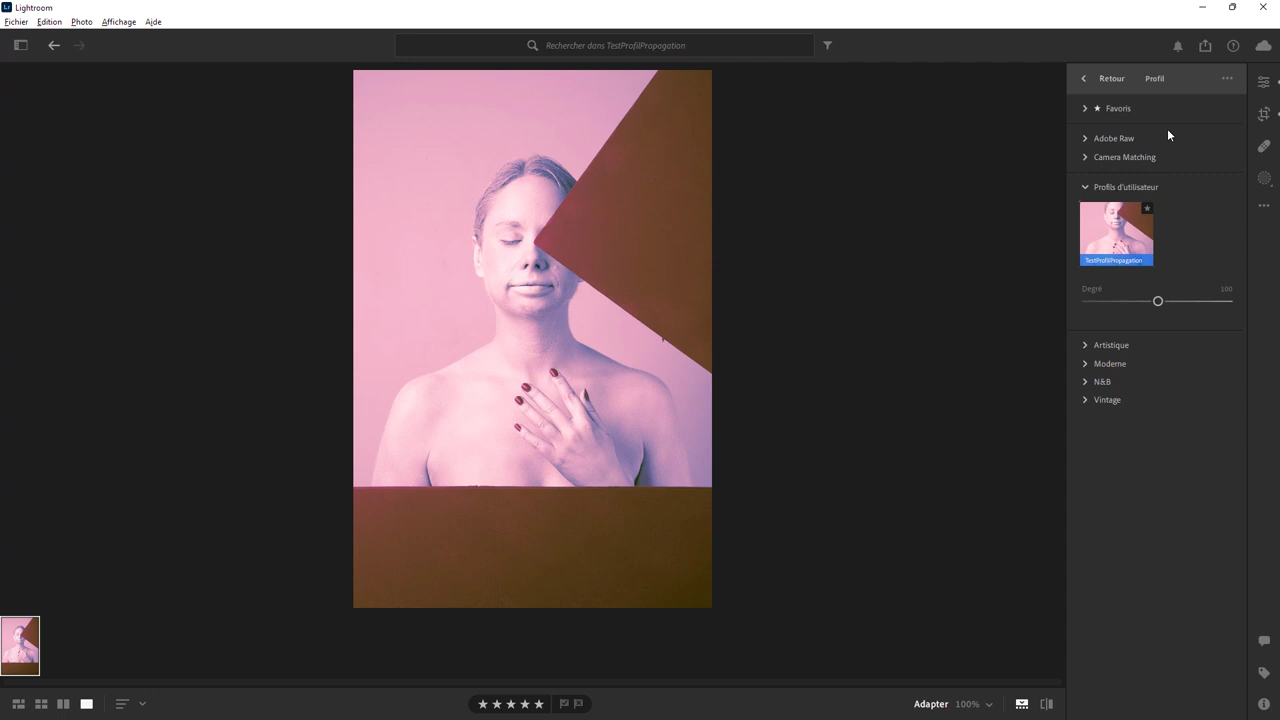 Lr Lightroom
Fichier Edition Photo Affichage Aide
Rechercher dans TestProfilPropagation
Retour Profil
Favoris
Adobe Raw
Camera Matching
Profils d'utilisateur
TestProfilPropagation
Degré 100
Artistique
Moderne
N&B
Vintage
Adapter 100%